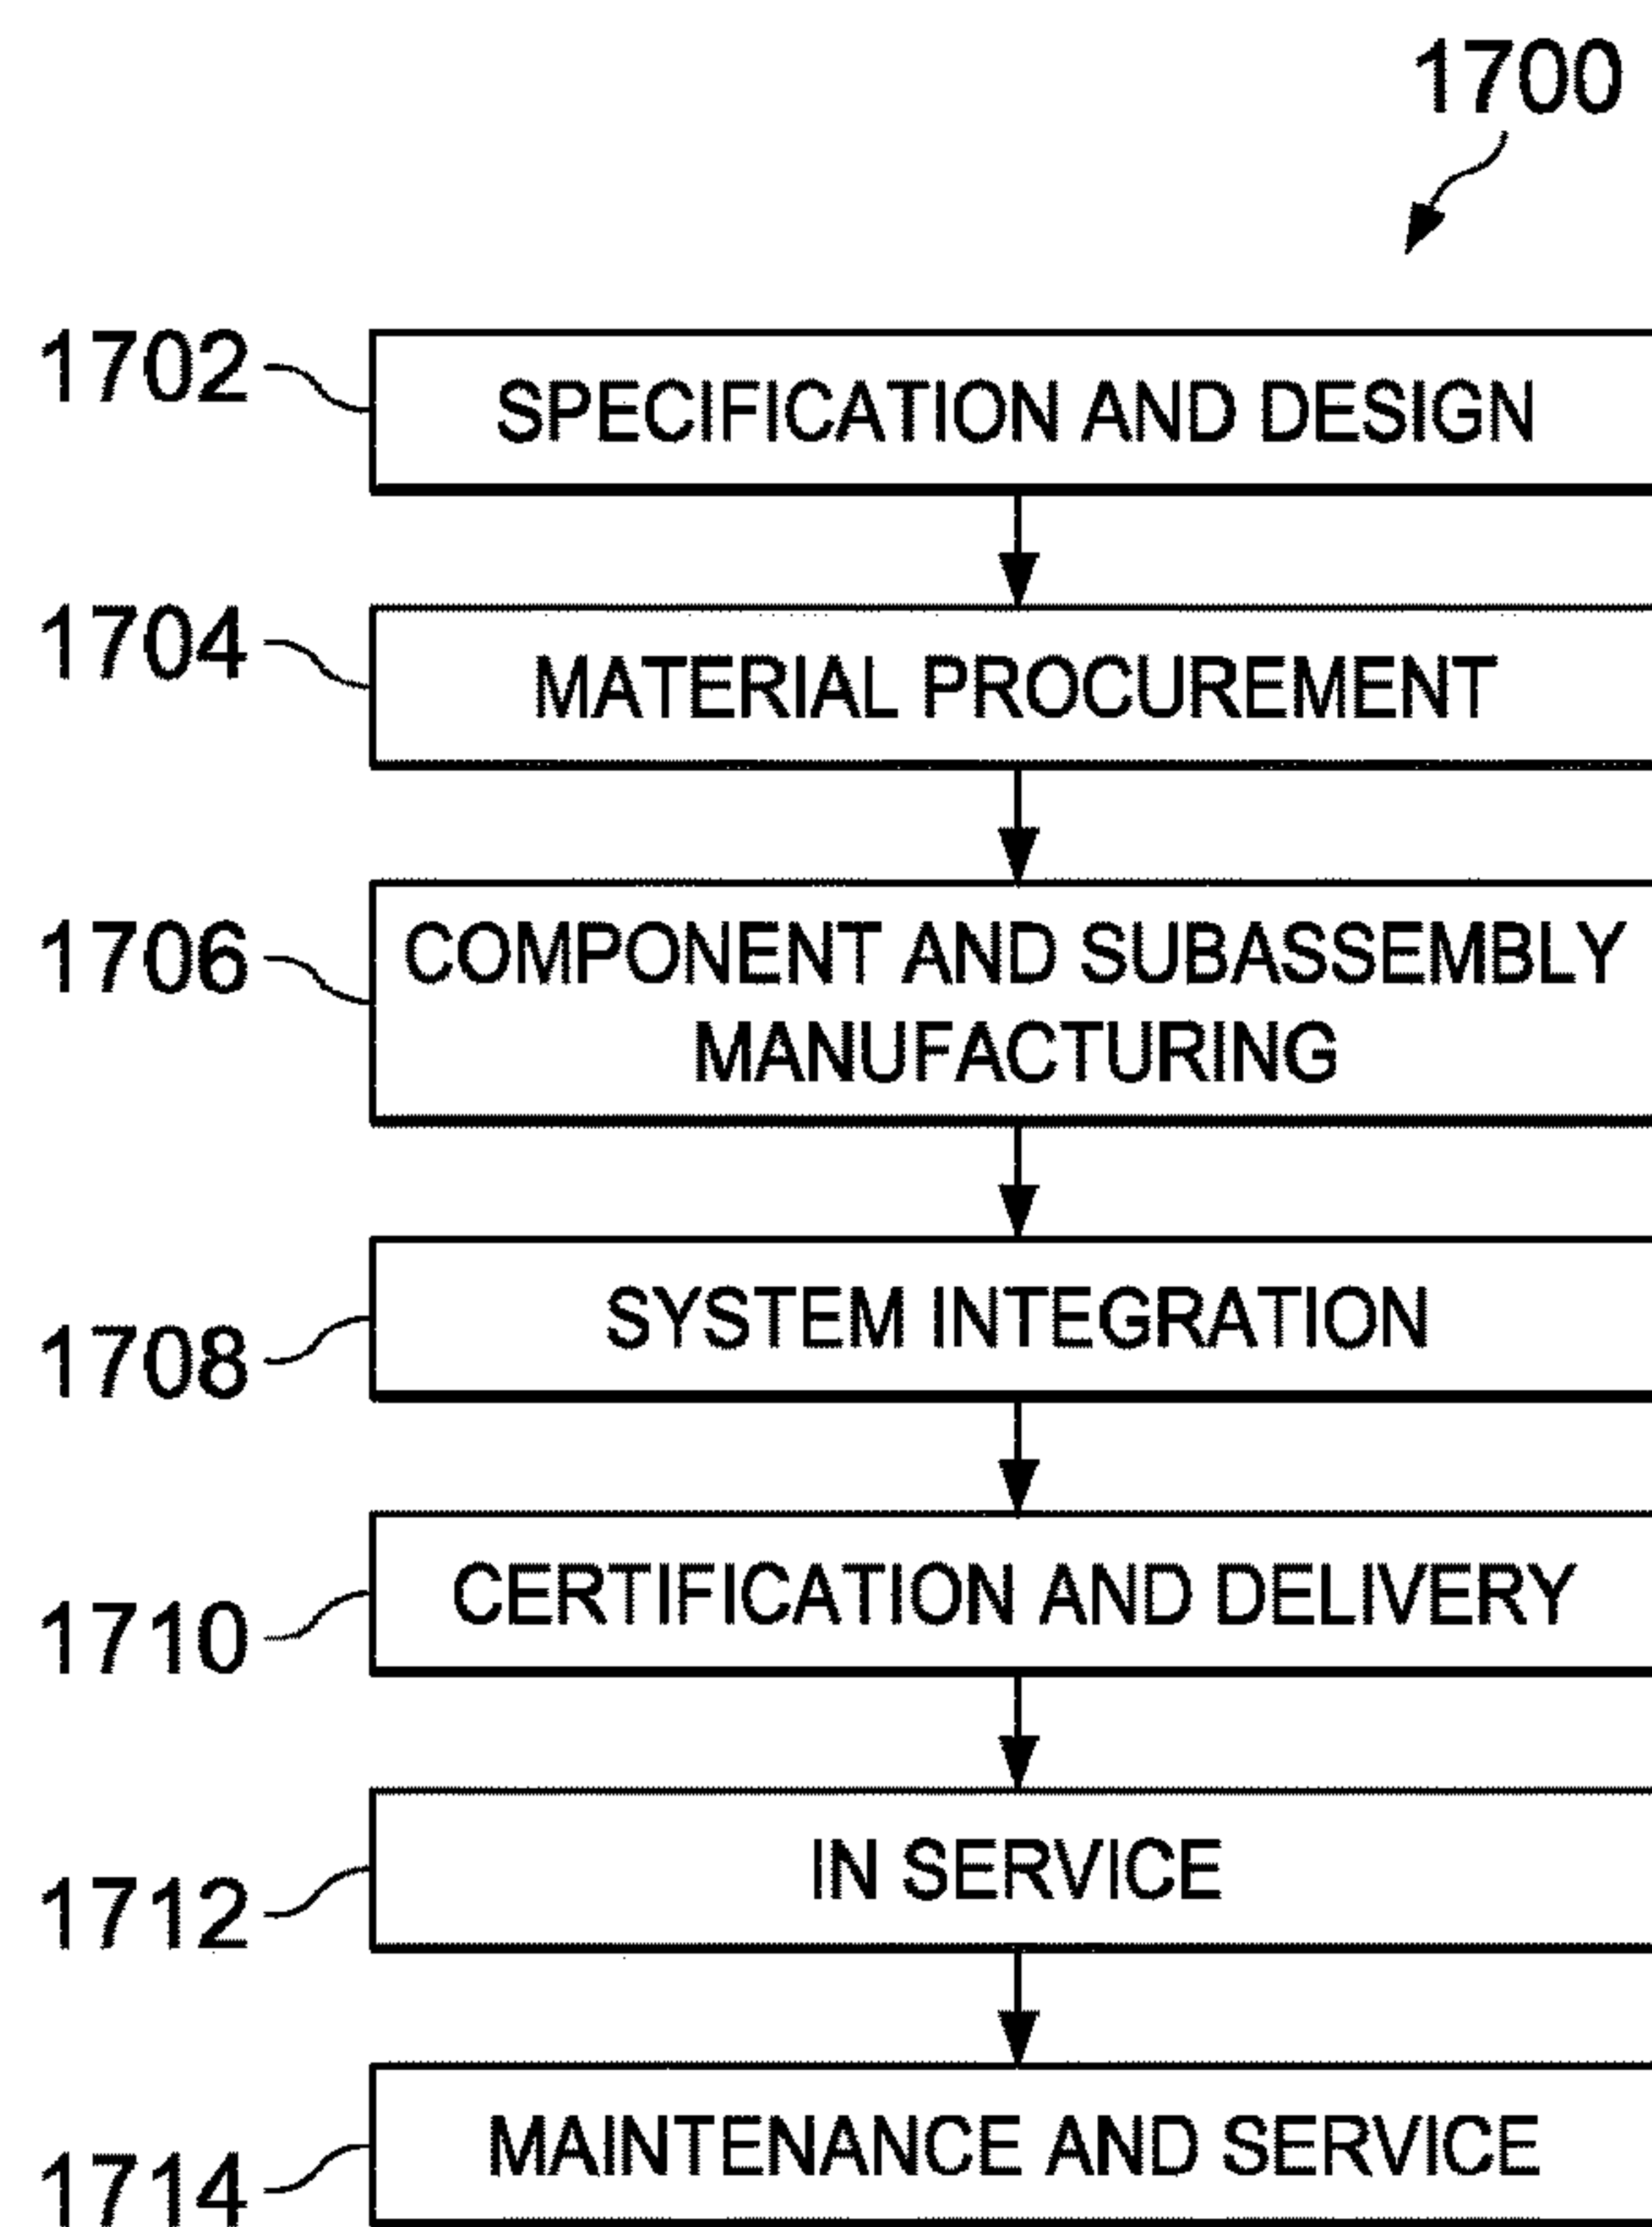 1700
1702
SPECIFICATION AND DESIGN
1704
MATERIAL PROCUREMENT
1706
COMPONENT AND SUBASSEMBLY
MANUFACTURING
1708
SYSTEM INTEGRATION
1710
CERTIFICATION AND DELIVERY
1712
IN SERVICE
1714
MAINTENANCE AND SERVICE